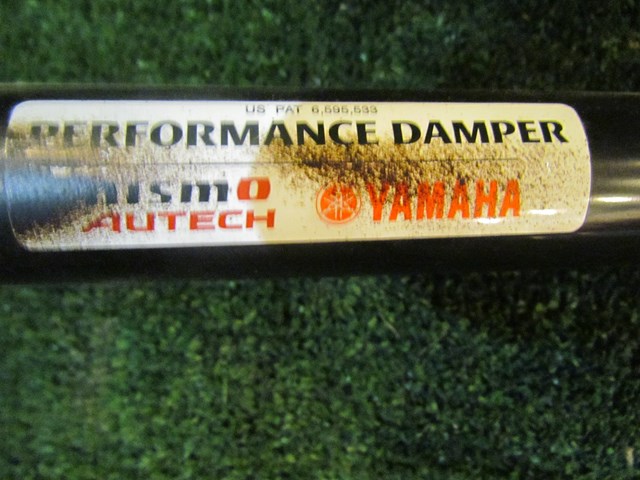 US PAT 6,595,533
PERFORMANCE DAMPER
nismo
AUTECH
YAMAHA